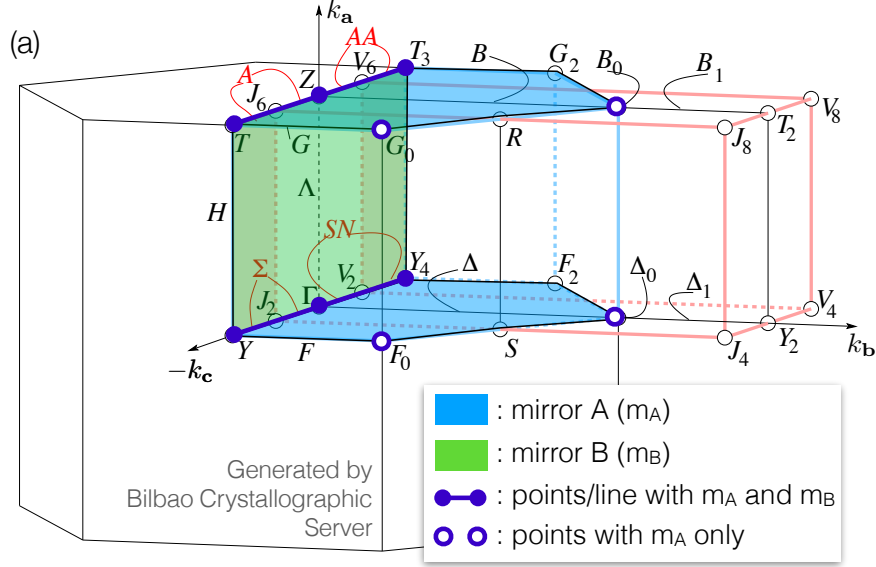 (a)
k_a
A
AA
T_3
B
G_2
B_0
B_1
V_6
Z
J_6
V_8
T
G
G_0
R
J_8
T_2
Λ
H
SN
Σ
Y_4
Δ
F_2
Δ_0
Δ_1
V_2
Γ
J_2
V_4
Y
F
F_0
S
J_4
Y_2
k_b
−k_c
: mirror A (m_A)
: mirror B (m_B)
: points/line with m_A and m_B
: points with m_A only
Generated by
Bilbao Crystallographic
Server